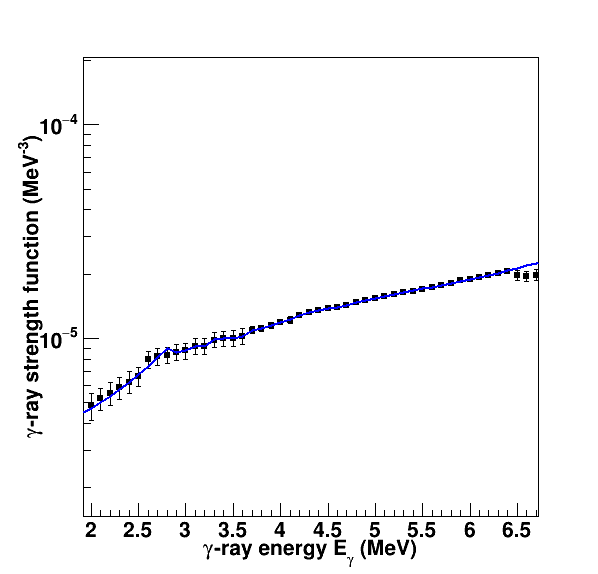 γ-ray strength function (MeV⁻³)
10⁻⁴
10⁻⁵
2 2.5 3 3.5 4 4.5 5 5.5 6 6.5
γ-ray energy E_γ (MeV)